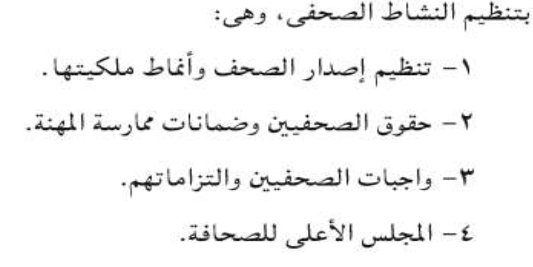 بتنظيم النشاط الصحفى، وهى:
١- تنظيم إصدار الصحف وأنماط ملكيتها.
٢- حقوق الصحفيين وضمانات ممارسة المهنة.
٣- واجبات الصحفيين والتزاماتهم.
٤- المجلس الأعلى للصحافة.